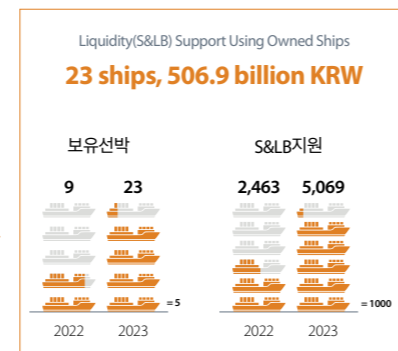 Liquidity(S&LB) Support Using Owned Ships
23 ships, 506.9 billion KRW
보유선박
S&LB지원
9 23
2,463 5,069
= 5
= 1000
2022 2023
2022 2023